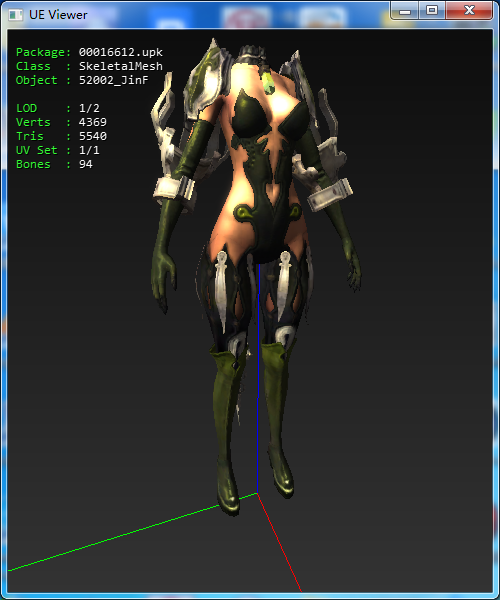 UE Viewer
Package: 00016612.upk
Class : SkeletalMesh
Object : 52002_JinF
LOD : 1/2
Verts : 4369
Tris : 5540
UV Set : 1/1
Bones : 94